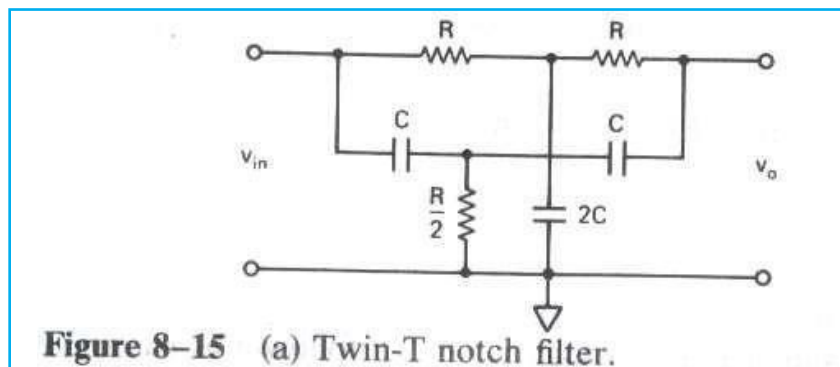 R
R
C
C
v_in
v_o
R
2
2C
Figure 8–15 (a) Twin-T notch filter.